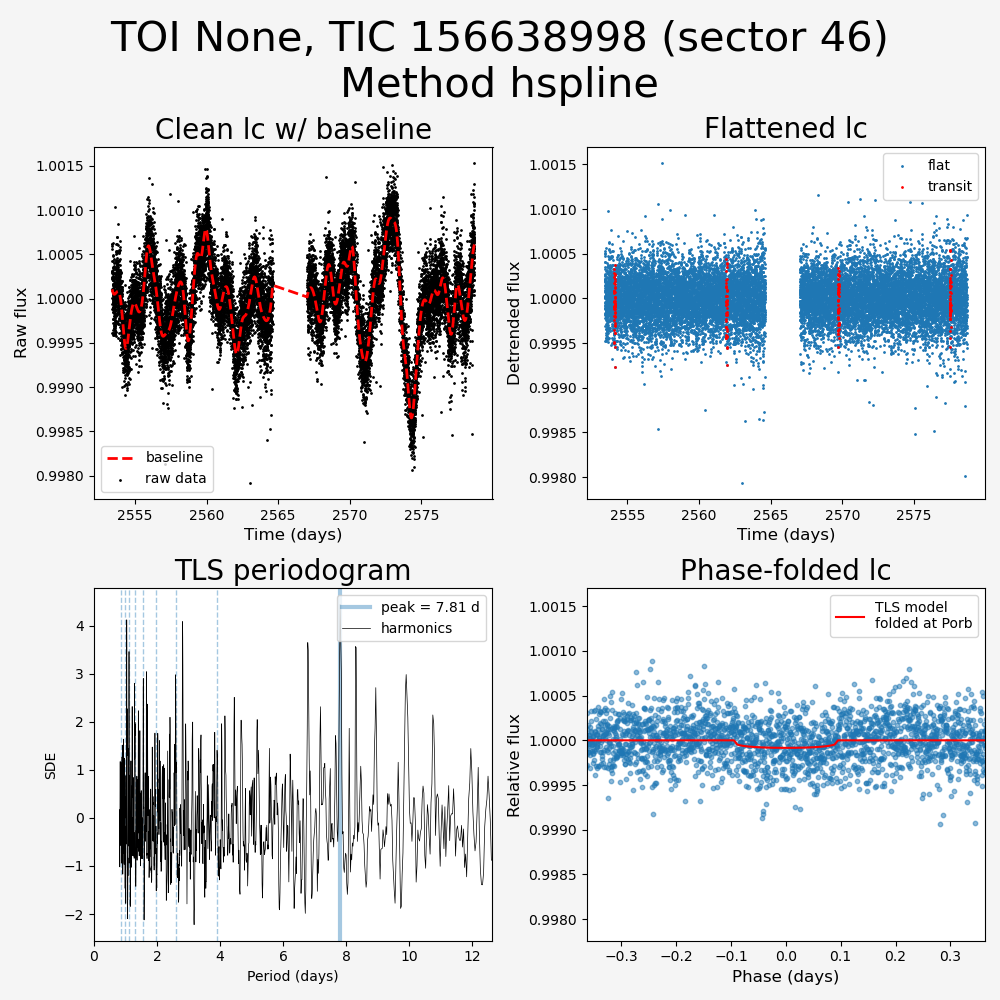 TOI None, TIC 156638998 (sector 46)
Method hspline
Clean lc w/ baseline
Raw flux
1.0015
1.0010
1.0005
1.0000
0.9995
0.9990
0.9985
0.9980
baseline
raw data
2555 2560 2565 2570 2575
Time (days)
Flattened lc
Detrended flux
1.0015
1.0010
1.0005
1.0000
0.9995
0.9990
0.9985
0.9980
flat
transit
2555 2560 2565 2570 2575
Time (days)
TLS periodogram
SDE
4
3
2
1
0
−1
−2
peak = 7.81 d
harmonics
0 2 4 6 8 10 12
Period (days)
Phase-folded lc
Relative flux
1.0015
1.0010
1.0005
1.0000
0.9995
0.9990
0.9985
0.9980
TLS model
folded at Porb
−0.3 −0.2 −0.1 0.0 0.1 0.2 0.3
Phase (days)